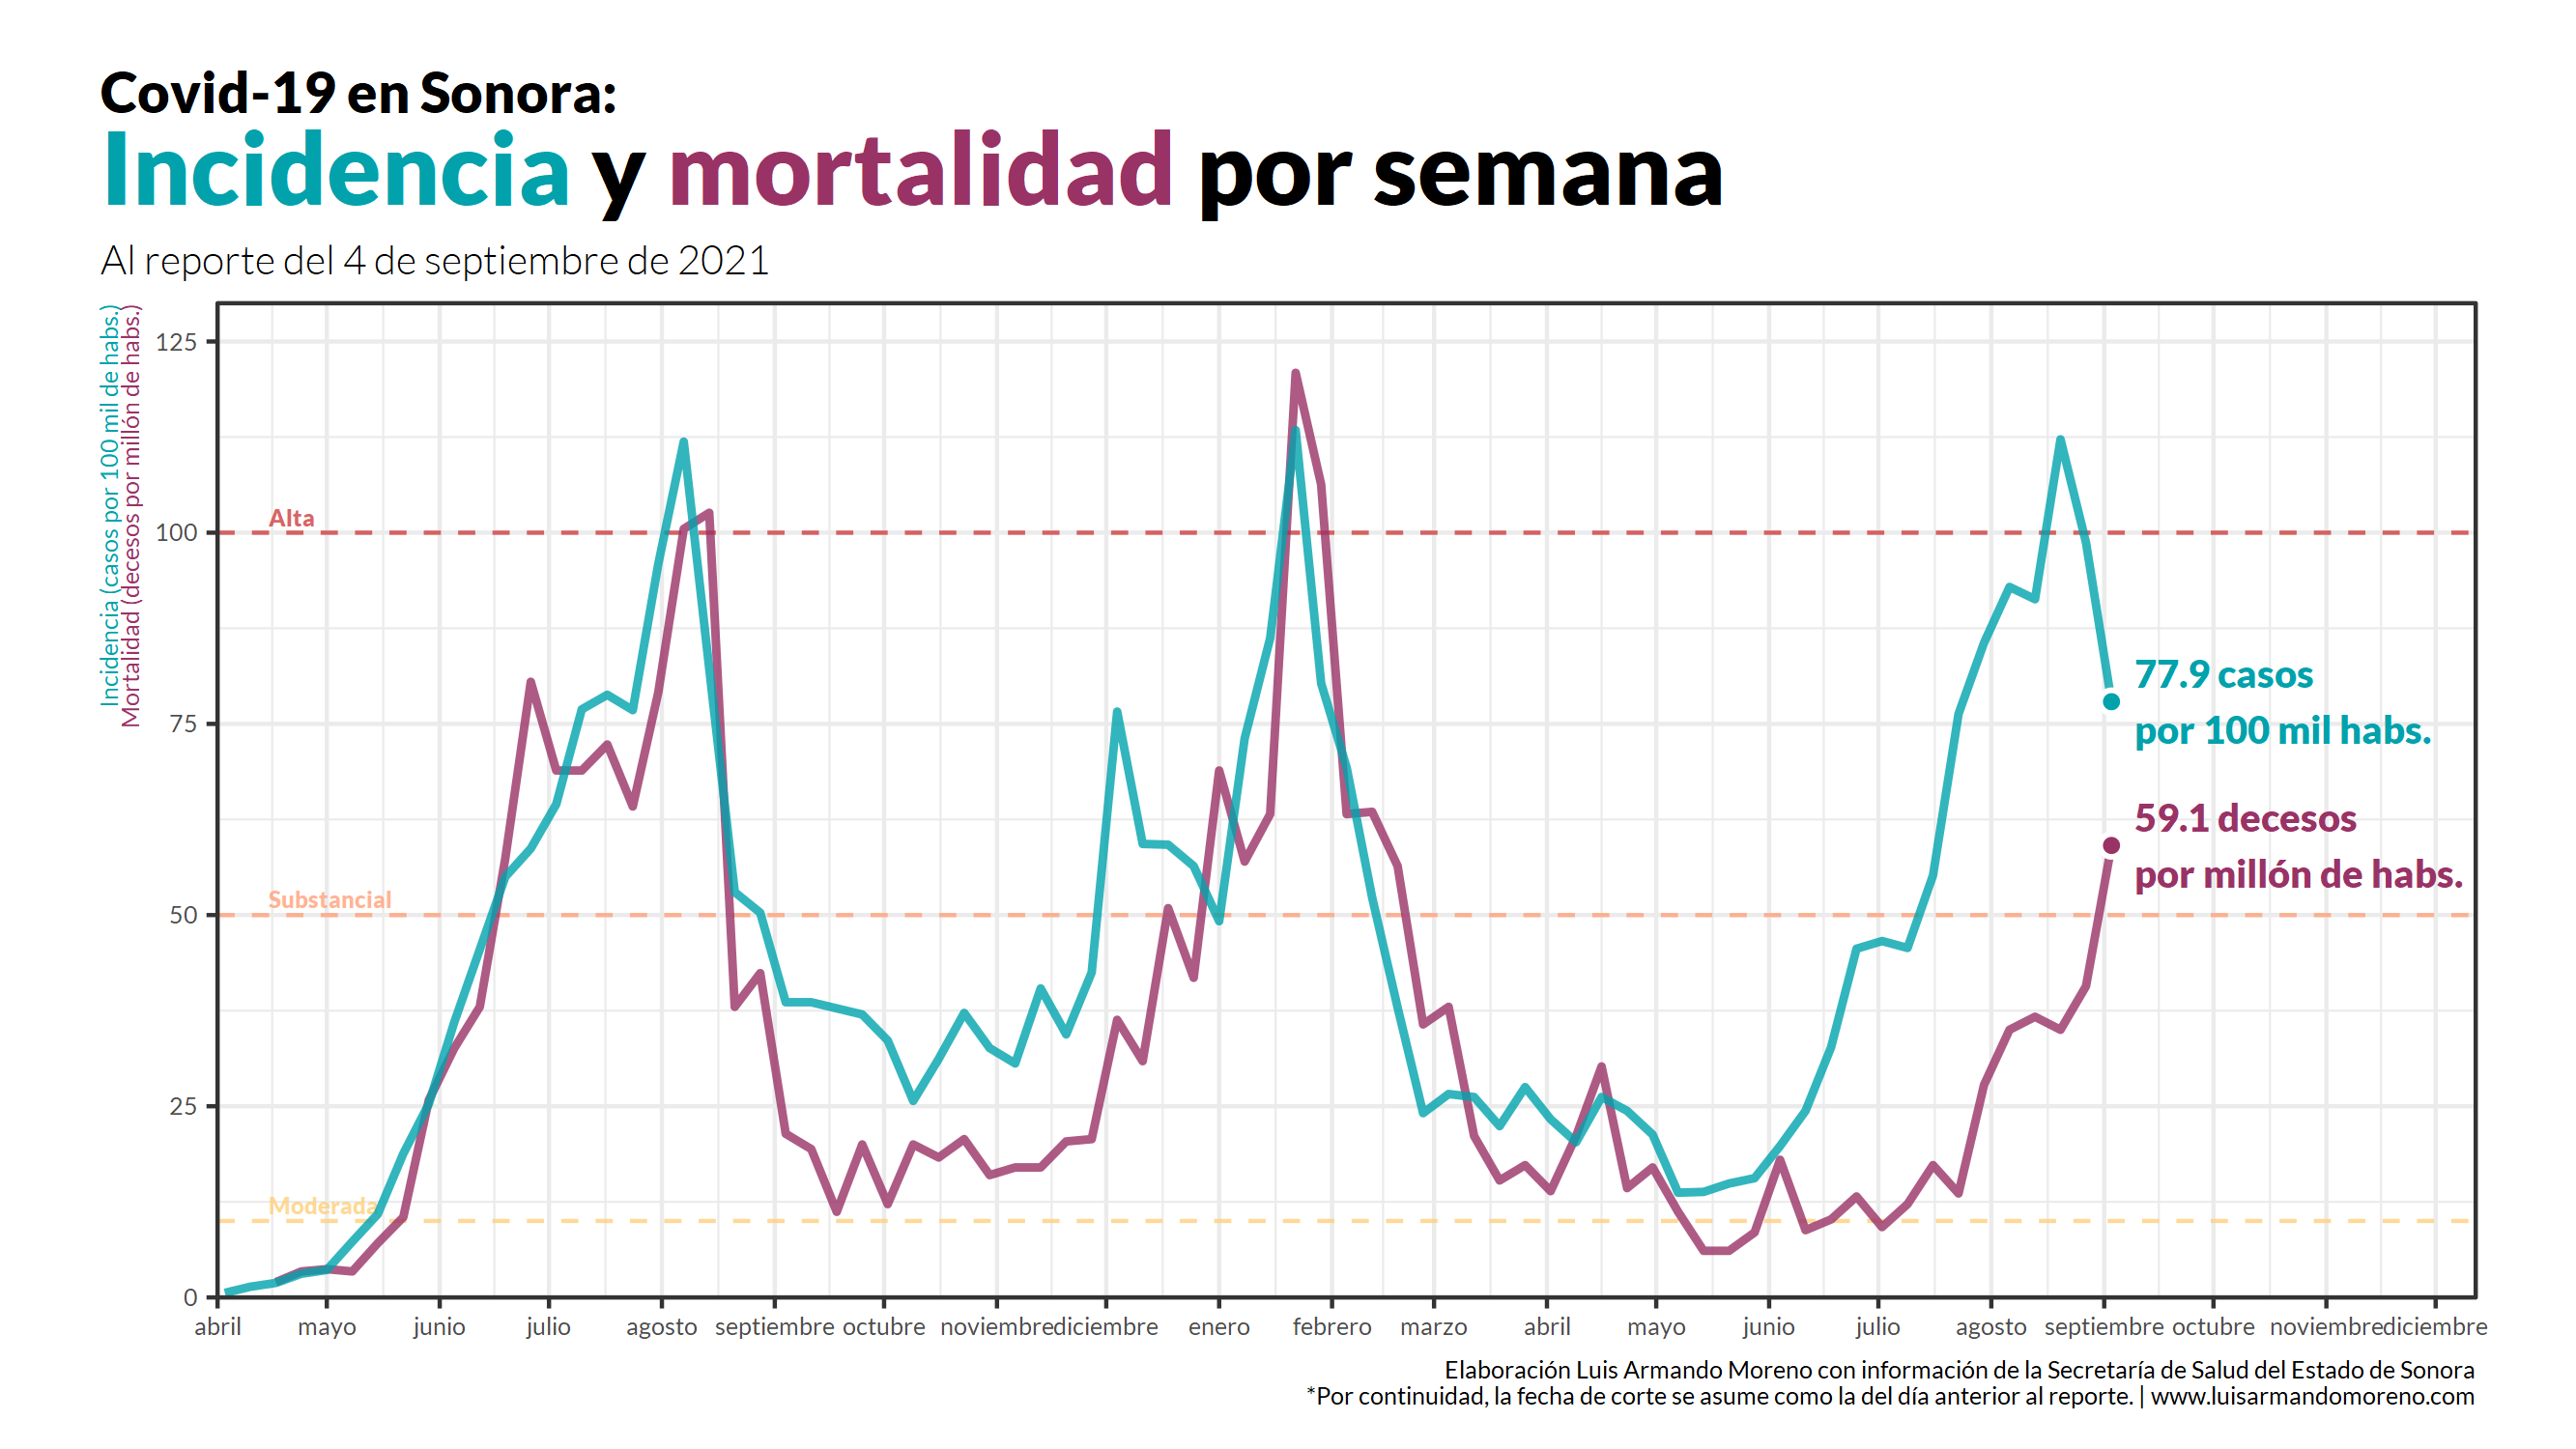 Covid-19 en Sonora:
Incidencia y mortalidad por semana
Al reporte del 4 de septiembre de 2021
Incidencia (casos por 100 mil de habs.)
Mortalidad (decesos por millón de habs.)
125
100
75
50
25
0
Alta
Substancial
Moderada
77.9 casos
por 100 mil habs.
59.1 decesos
por millón de habs.
abril mayo junio julio agosto septiembre octubre noviembre diciembre enero febrero marzo abril mayo junio julio agosto septiembre octubre noviembre diciembre
Elaboración Luis Armando Moreno con información de la Secretaría de Salud del Estado de Sonora
*Por continuidad, la fecha de corte se asume como la del día anterior al reporte. | www.luisarmandomoreno.com